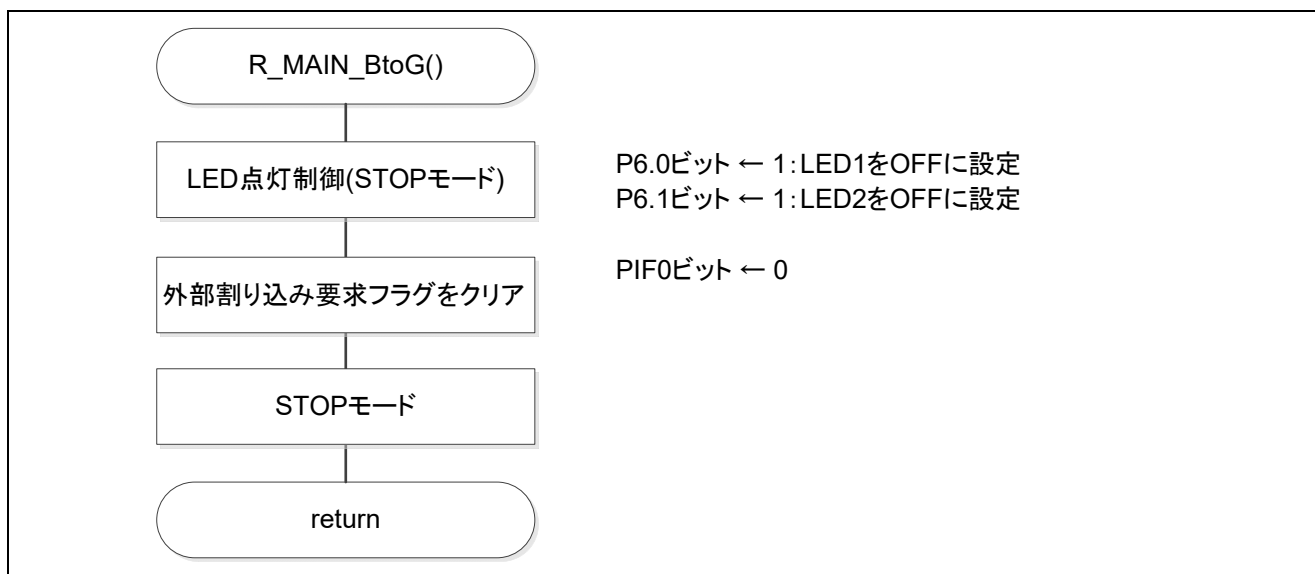 R_MAIN_BtoG()
LED点灯制御(STOPモード)
P6.0ビット ← 1:LED1をOFFに設定
P6.1ビット ← 1:LED2をOFFに設定
外部割り込み要求フラグをクリア
PIF0ビット ← 0
STOPモード
return